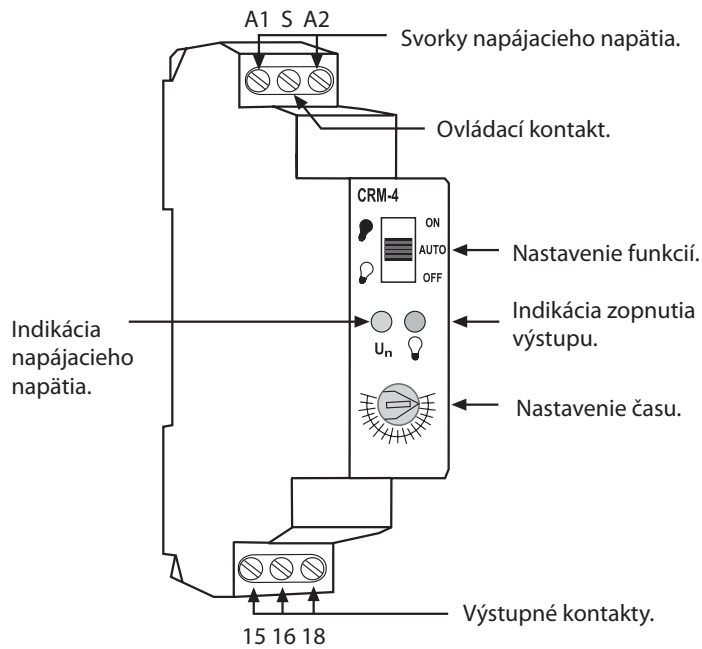 A1 S A2
Svorky napájacieho napätia.
Ovládací kontakt.
CRM-4
ON
AUTO
OFF
Nastavenie funkcií.
Indikácia zopnutia
výstupu.
Indikácia
napájacieho
napätia.
Un
Nastavenie času.
Výstupné kontakty.
15 16 18